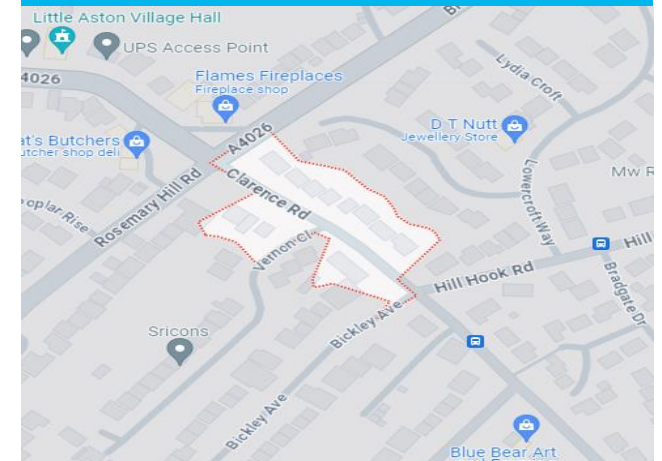 Little Aston Village Hall
UPS Access Point
4026
Flames Fireplaces
Fireplace shop
A4026
at's Butchers
utcher shop deli
D T Nutt
Jewellery Store
Lydia Croft
Lowercroft Way
Mw R
oplar Rise
Rosemary Hill Rd
Clarence Rd
Vernon Cl
Hill Hook Rd
Hill
Bradgate Dr
Bickley Ave
Sricons
Bickley Ave
Blue Bear Art